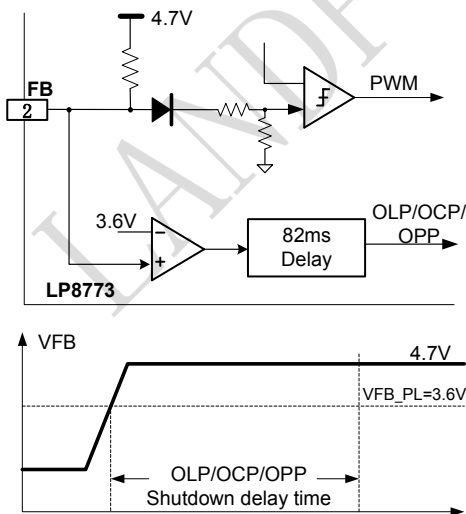 LANDP
4.7V
FB
2
PWM
3.6V
−
+
82ms
Delay
OLP/OCP/
OPP
LP8773
VFB
4.7V
VFB_PL=3.6V
OLP/OCP/OPP
Shutdown delay time